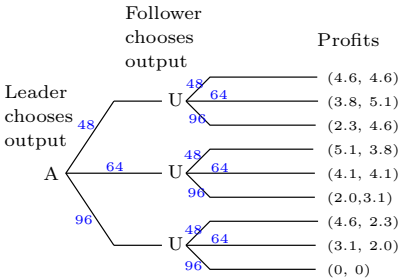 Follower
chooses
output
Profits
Leader
chooses
output
A
48
64
96
U
48
64
96
(4.6, 4.6)
(3.8, 5.1)
(2.3, 4.6)
U
48
64
96
(5.1, 3.8)
(4.1, 4.1)
(2.0,3.1)
U
48
64
96
(4.6, 2.3)
(3.1, 2.0)
(0, 0)